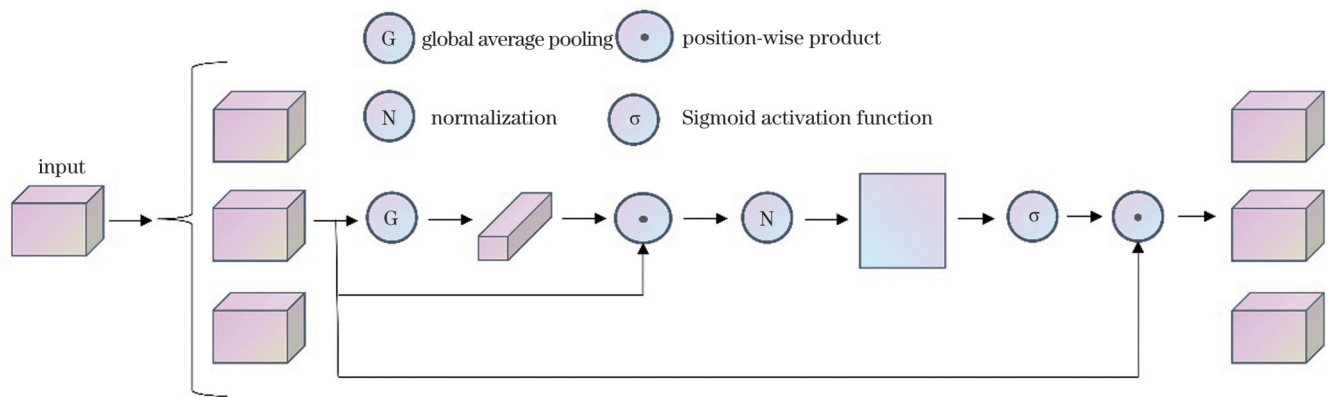 G global average pooling
• position-wise product
N normalization
σ Sigmoid activation function
input
G
•
N
σ
•